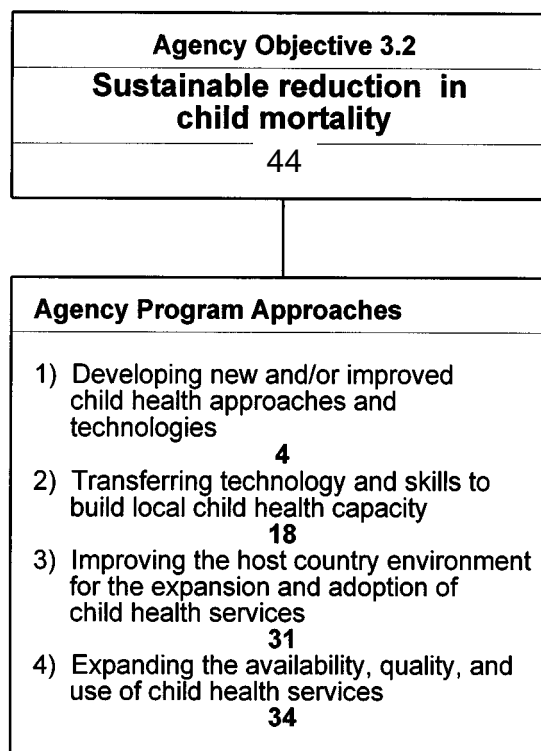 Agency Objective 3.2
Sustainable reduction in
child mortality
44
Agency Program Approaches
1) Developing new and/or improved
child health approaches and
technologies
4
2) Transferring technology and skills to
build local child health capacity
18
3) Improving the host country environment
for the expansion and adoption of
child health services
31
4) Expanding the availability, quality, and
use of child health services
34